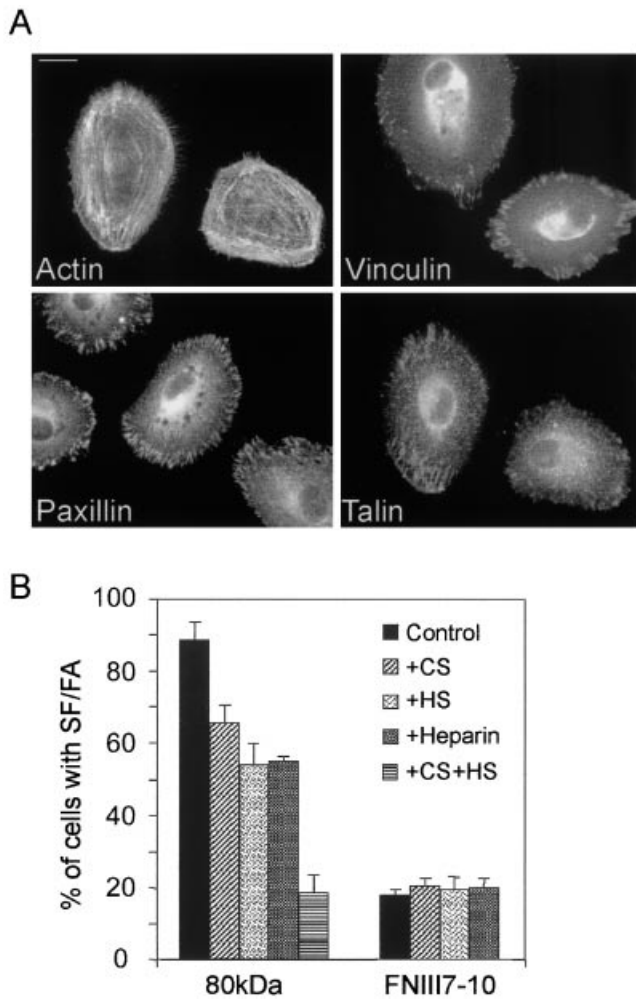 A
Actin
Vinculin
Paxillin
Talin
B
% of cells with SF/FA
100
80
60
40
20
0
Control
+CS
+HS
+Heparin
+CS+HS
80kDa
FNIII7-10